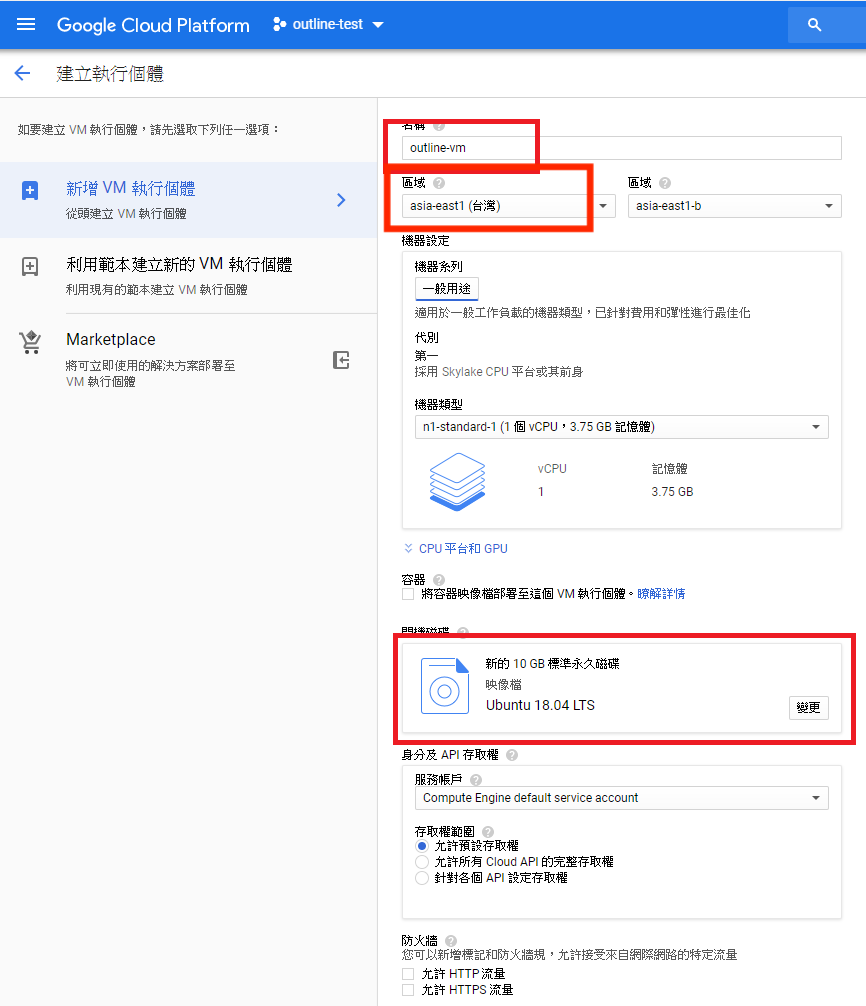 Google Cloud Platform
outline-test
建立執行個體
如要建立 VM 執行個體，請先選取下列任一選項：
新增 VM 執行個體
從頭建立 VM 執行個體
利用範本建立新的 VM 執行個體
利用現有的範本建立 VM 執行個體
Marketplace
將可立即使用的解決方案部署至
VM 執行個體
名稱
outline-vm
區域
區域
asia-east1 (台灣)
asia-east1-b
機器設定
機器系列
一般用途
適用於一般工作負載的機器類型，已針對費用和彈性進行最佳化
代別
第一
採用 Skylake CPU 平台或其前身
機器類型
n1-standard-1 (1 個 vCPU，3.75 GB 記憶體)
vCPU
記憶體
1
3.75 GB
CPU 平台和 GPU
容器
將容器映像檔部署至這個 VM 執行個體。瞭解詳情
開機磁碟
新的 10 GB 標準永久磁碟
映像檔
Ubuntu 18.04 LTS
變更
身分及 API 存取權
服務帳戶
Compute Engine default service account
存取權範圍
允許預設存取權
允許所有 Cloud API 的完整存取權
針對各個 API 設定存取權
防火牆
您可以新增標記和防火牆規，允許接受來自網際網路的特定流量
允許 HTTP 流量
允許 HTTPS 流量